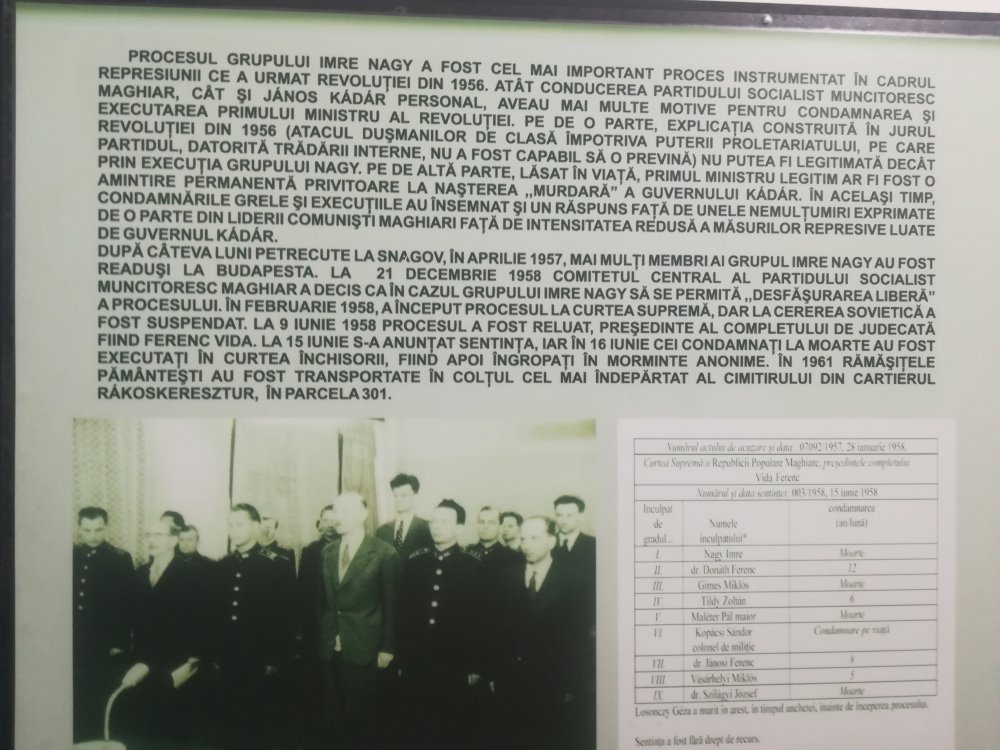 PROCESUL GRUPULUI IMRE NAGY A FOST CEL MAI IMPORTANT PROCES INSTRUMENTAT ÎN CADRUL
REPRESIUNII CE A URMAT REVOLUȚIEI DIN 1956. ATÂT CONDUCEREA PARTIDULUI SOCIALIST MUNCITORESC
MAGHIAR, CÂT ȘI JÁNOS KÁDÁR PERSONAL, AVEAU MAI MULTE MOTIVE PENTRU CONDAMNAREA ȘI
EXECUTAREA PRIMULUI MINISTRU AL REVOLUȚIEI. PE DE O PARTE, EXPLICAȚIA CONSTRUITĂ ÎN JURUL
REVOLUȚIEI DIN 1956 (ATACUL DUȘMANILOR DE CLASĂ ÎMPOTRIVA PUTERII PROLETARIATULUI, PE CARE
PARTIDUL, DATORITĂ TRĂDĂRII INTERNE, NU A FOST CAPABIL SĂ O PREVINĂ) NU PUTEA FI LEGITIMATĂ DECÂT
PRIN EXECUȚIA GRUPULUI NAGY. PE DE ALTĂ PARTE, LĂSAT ÎN VIAȚĂ, PRIMUL MINISTRU LEGITIM AR FI FOST O
AMINTIRE PERMANENTĂ PRIVITOARE LA NAȘTEREA ,,MURDARĂ” A GUVERNULUI KÁDÁR. ÎN ACELAȘI TIMP,
CONDAMNĂRILE GRELE ȘI EXECUȚIILE AU ÎNSEMNAT ȘI UN RĂSPUNS FAȚĂ DE UNELE NEMULȚUMIRI EXPRIMATE
DE O PARTE DIN LIDERII COMUNIȘTI MAGHIARI FAȚĂ DE INTENSITATEA REDUSĂ A MĂSURILOR REPRESIVE LUATE
DE GUVERNUL KÁDÁR.
DUPĂ CÂTEVA LUNI PETRECUTE LA SNAGOV, ÎN APRILIE 1957, MAI MULȚI MEMBRI AI GRUPUL IMRE NAGY AU FOST
READUȘI LA BUDAPESTA. LA 21 DECEMBRIE 1958 COMITETUL CENTRAL AL PARTIDULUI SOCIALIST
MUNCITORESC MAGHIAR A DECIS CA ÎN CAZUL GRUPULUI IMRE NAGY SĂ SE PERMITĂ ,,DESFĂȘURAREA LIBERĂ”
A PROCESULUI. ÎN FEBRUARIE 1958, A ÎNCEPUT PROCESUL LA CURTEA SUPREMĂ, DAR LA CEREREA SOVIETICĂ A
FOST SUSPENDAT. LA 9 IUNIE 1958 PROCESUL A FOST RELUAT, PREȘEDINTE AL COMPLETULUI DE JUDECATĂ
FIIND FERENC VIDA. LA 15 IUNIE S-A ANUNȚAT SENTINȚA, IAR ÎN 16 IUNIE CEI CONDAMNAȚI LA MOARTE AU FOST
EXECUTAȚI ÎN CURTEA ÎNCHISORII, FIIND APOI ÎNGROPAȚI ÎN MORMINTE ANONIME. ÎN 1961 RĂMĂȘIȚELE
PĂMÂNTEȘTI AU FOST TRANSPORTATE ÎN COLȚUL CEL MAI ÎNDEPĂRTAT AL CIMITIRULUI DIN CARTIERUL
RÁKOSKERESZTUR, ÎN PARCELA 301.
Numărul actului de acuzare și data : 07092 1957, 28 ianuarie 1958.
Curtea Supremă a Republicii Populare Maghiare, președintele completului
Vida Ferenc
Numărul și data sentinței: 003 1958, 15 iunie 1958
Inculpat de gradul... Numele inculpatului* condamnarea (an/lună)
I. Nagy Imre Moarte
II. dr. Donáth Ferenc 12
III. Gimes Miklós Moarte
IV. Tildy Zoltán 6
V. Maleter Pál maior Moarte
VI. Kopácsi Sándor colonel de miliție Condamnare pe viață
VII. dr. Jánosi Ferenc 8
VIII. Vásárhelyi Miklós 5
IX. dr. Szilágyi József Moarte
Losonczy Géza a murit în arest, în timpul anchetei, înainte de începerea procesului.
Sentința a fost fără drept de recurs.